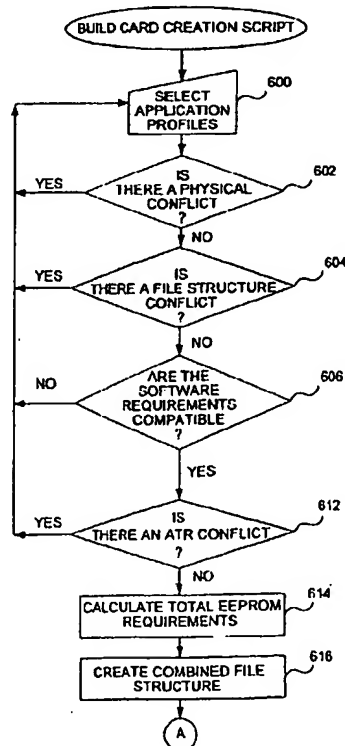 BUILD CARD CREATION SCRIPT
SELECT
APPLICATION
PROFILES
600
IS
THERE A PHYSICAL
CONFLICT
?
602
YES
NO
IS
THERE A FILE STRUCTURE
CONFLICT
?
604
YES
NO
ARE THE
SOFTWARE
REQUIREMENTS
COMPATIBLE
?
606
NO
YES
IS
THERE AN ATR CONFLICT
?
612
YES
NO
CALCULATE TOTAL EEPROM
REQUIREMENTS
614
CREATE COMBINED FILE
STRUCTURE
616
A